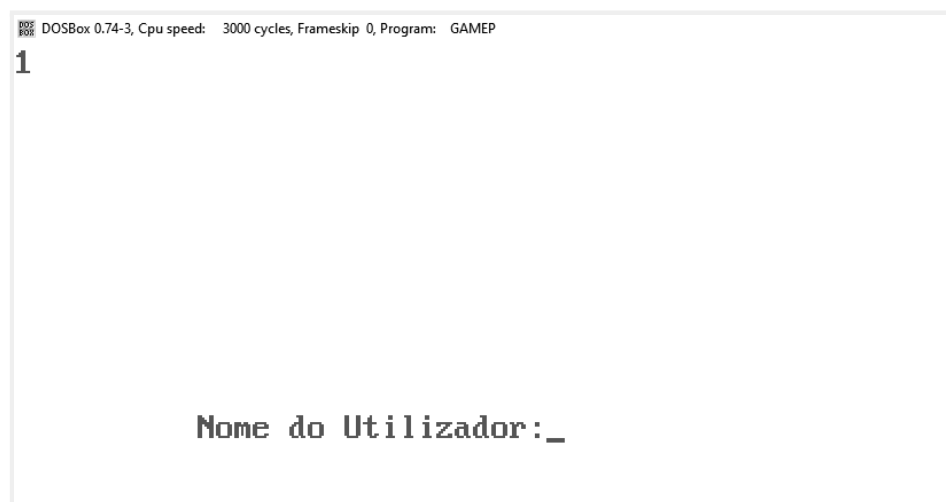 DOSBox 0.74-3, Cpu speed: 3000 cycles, Frameskip 0, Program: GAMEP
1
Nome do Utilizador:_